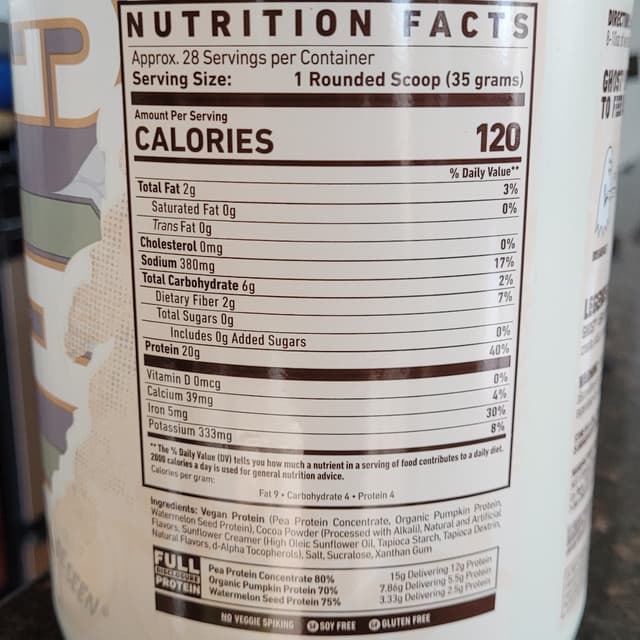 NUTRITION FACTS
Approx. 28 Servings per Container
Serving Size: 1 Rounded Scoop (35 grams)
Amount Per Serving
CALORIES 120
% Daily Value**
Total Fat 2g 3%
Saturated Fat 0g 0%
Trans Fat 0g
Cholesterol 0mg 0%
Sodium 380mg 17%
Total Carbohydrate 6g 2%
Dietary Fiber 2g 7%
Total Sugars 0g
Includes 0g Added Sugars 0%
Protein 20g 40%
Vitamin D 0mcg 0%
Calcium 39mg 4%
Iron 5mg 30%
Potassium 333mg 8%
**The % Daily Value (DV) tells you how much a nutrient in a serving of food contributes to a daily diet.
2000 calories a day is used for general nutrition advice.
Calories per gram:
Fat 9 • Carbohydrate 4 • Protein 4
Ingredients: Vegan Protein (Pea Protein Concentrate, Organic Pumpkin Protein,
Watermelon Seed Protein), Cocoa Powder (Processed with Alkali), Natural and Artificial
Flavors, Sunflower Creamer (High Oleic Sunflower Oil, Tapioca Starch, Tapioca Dextrin,
Natural Flavors, d-Alpha Tocopherols), Salt, Sucralose, Xanthan Gum
FULL
DISCLOSURE
PROTEIN
Pea Protein Concentrate 80% 15g Delivering 12g Protein
Organic Pumpkin Protein 70% 7.86g Delivering 5.5g Protein
Watermelon Seed Protein 75% 3.33g Delivering 2.5g Protein
NO VEGGIE SPIKING SF SOY FREE GF GLUTEN FREE
GHOST